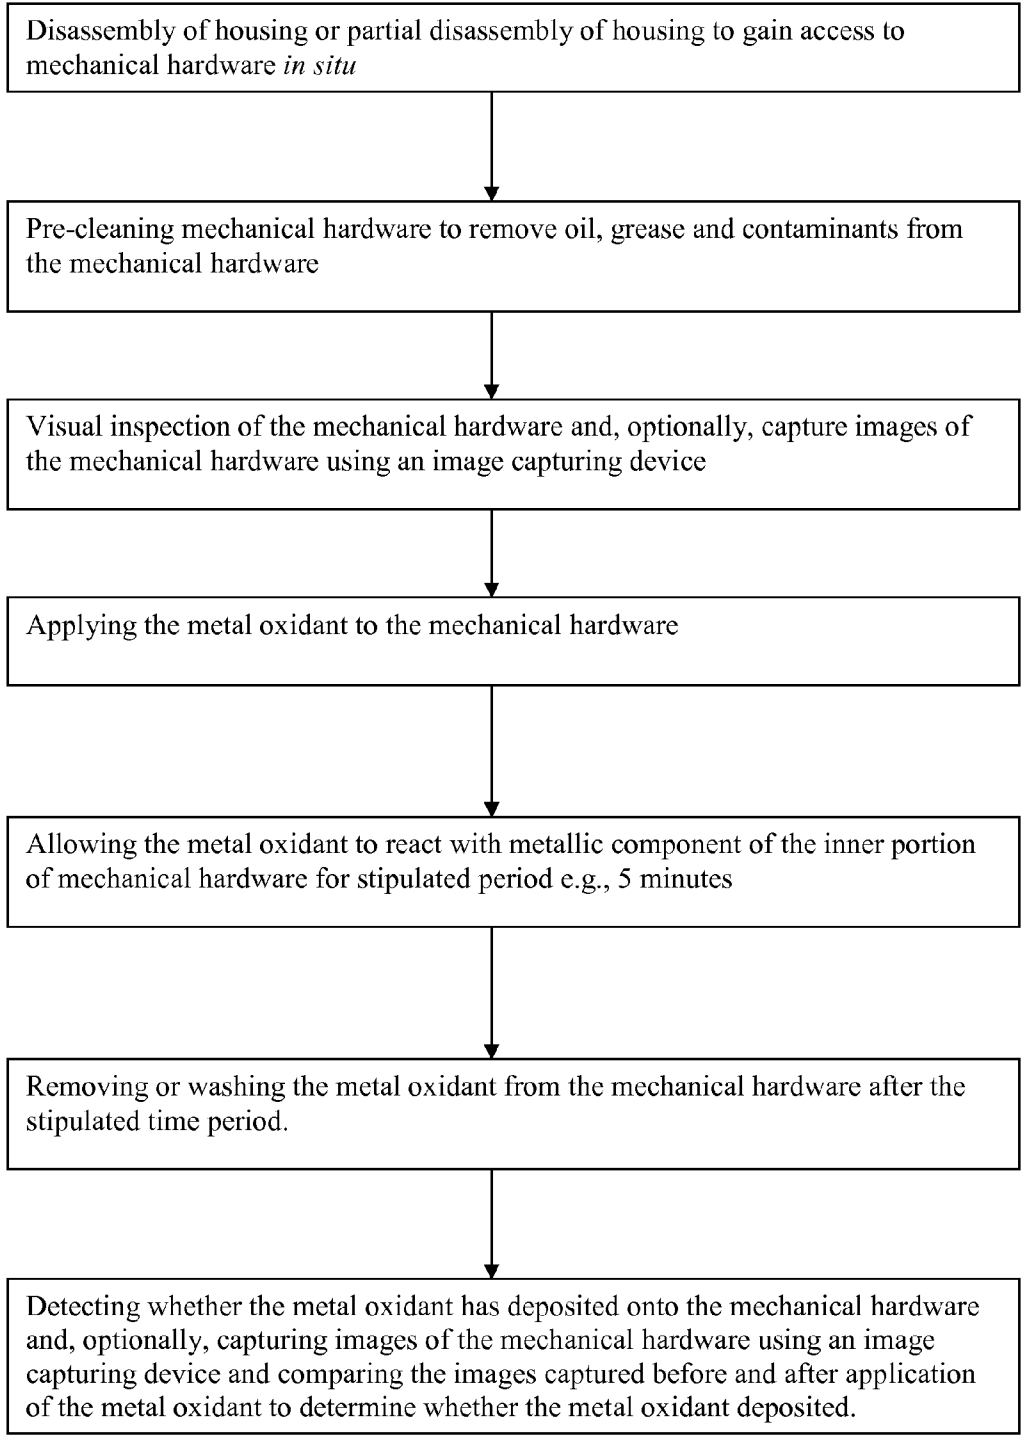 Disassembly of housing or partial disassembly of housing to gain access to
mechanical hardware in situ
Pre-cleaning mechanical hardware to remove oil, grease and contaminants from
the mechanical hardware
Visual inspection of the mechanical hardware and, optionally, capture images of
the mechanical hardware using an image capturing device
Applying the metal oxidant to the mechanical hardware
Allowing the metal oxidant to react with metallic component of the inner portion
of mechanical hardware for stipulated period e.g., 5 minutes
Removing or washing the metal oxidant from the mechanical hardware after the
stipulated time period.
Detecting whether the metal oxidant has deposited onto the mechanical hardware
and, optionally, capturing images of the mechanical hardware using an image
capturing device and comparing the images captured before and after application
of the metal oxidant to determine whether the metal oxidant deposited.